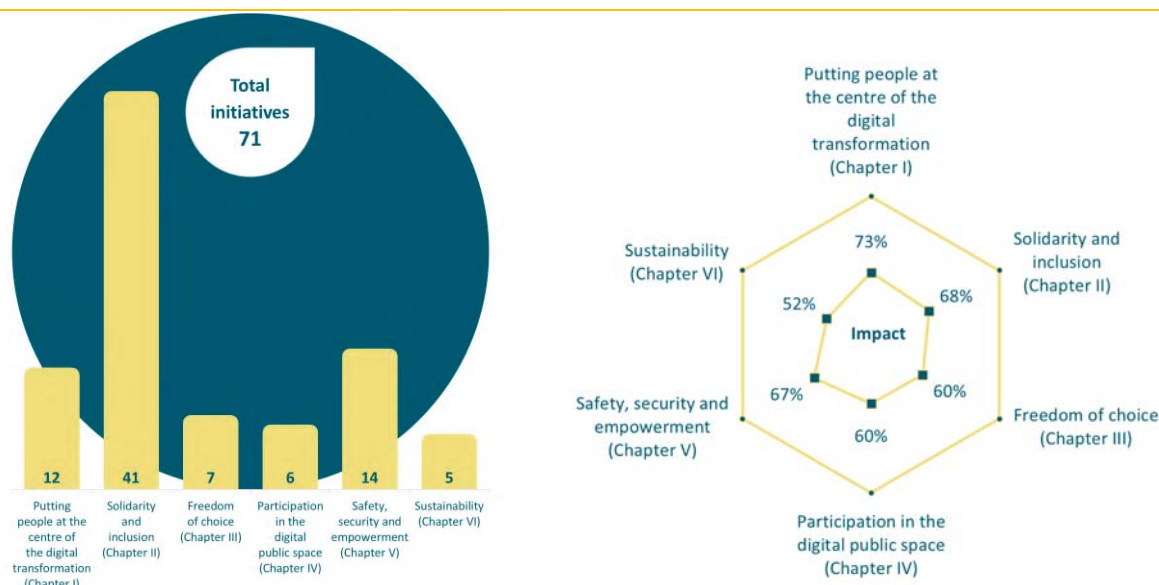 Total
initiatives
71
12
41
7
6
14
5
Putting
people at the
centre of
the digital
transformation
(Chapter I)
Solidarity
and
inclusion
(Chapter II)
Freedom
of choice
(Chapter III)
Participation
in the
digital
public space
(Chapter IV)
Safety,
security and
empowerment
(Chapter V)
Sustainability
(Chapter VI)
Putting people at
the centre of the
digital
transformation
(Chapter I)
73%
Solidarity and
inclusion
(Chapter II)
68%
Freedom of choice
(Chapter III)
60%
Participation in the
digital public space
(Chapter IV)
60%
Safety, security and
empowerment
(Chapter V)
67%
Sustainability
(Chapter VI)
52%
Impact